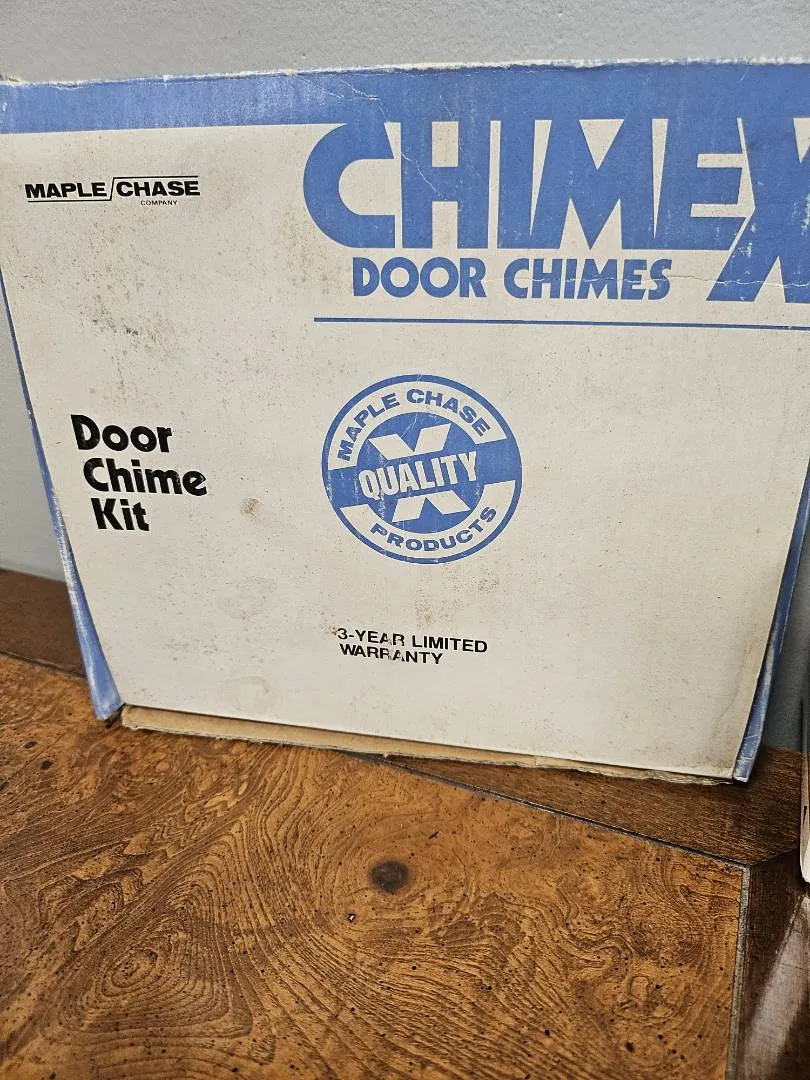 CHIMEX
MAPLE CHASE
COMPANY
DOOR CHIMES
MAPLE CHASE
X
QUALITY
PRODUCTS
Door
Chime
Kit
3-YEAR LIMITED
WARRANTY